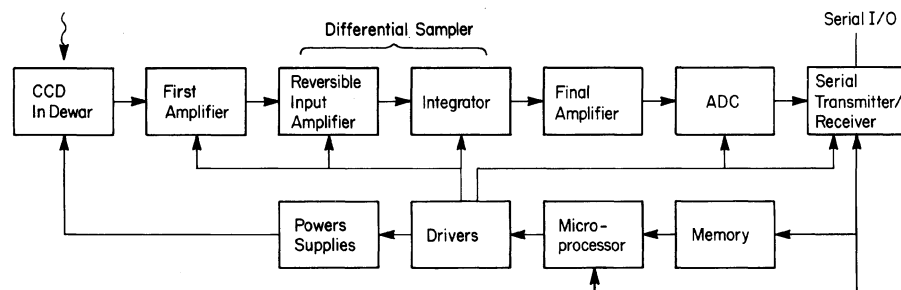 Differential Sampler
Serial I/O
CCD
In Dewar
First
Amplifier
Reversible
Input
Amplifier
Integrator
Final
Amplifier
ADC
Serial
Transmitter/
Receiver
Powers
Supplies
Drivers
Micro-
processor
Memory